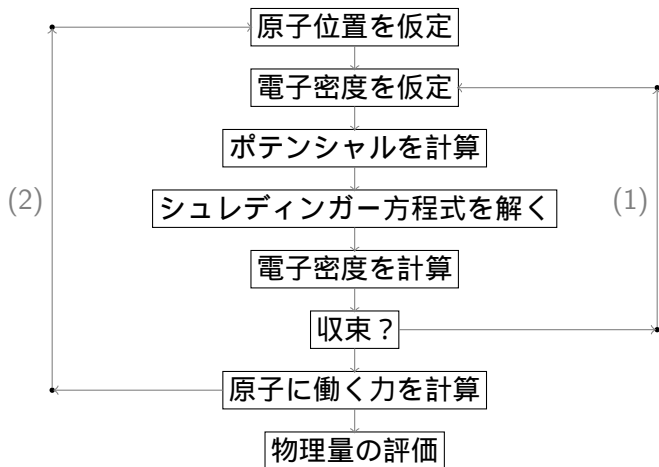 原子位置を仮定
電子密度を仮定
ポテンシャルを計算
(2)
シュレディンガー方程式を解く
(1)
電子密度を計算
収束？
原子に働く力を計算
物理量の評価